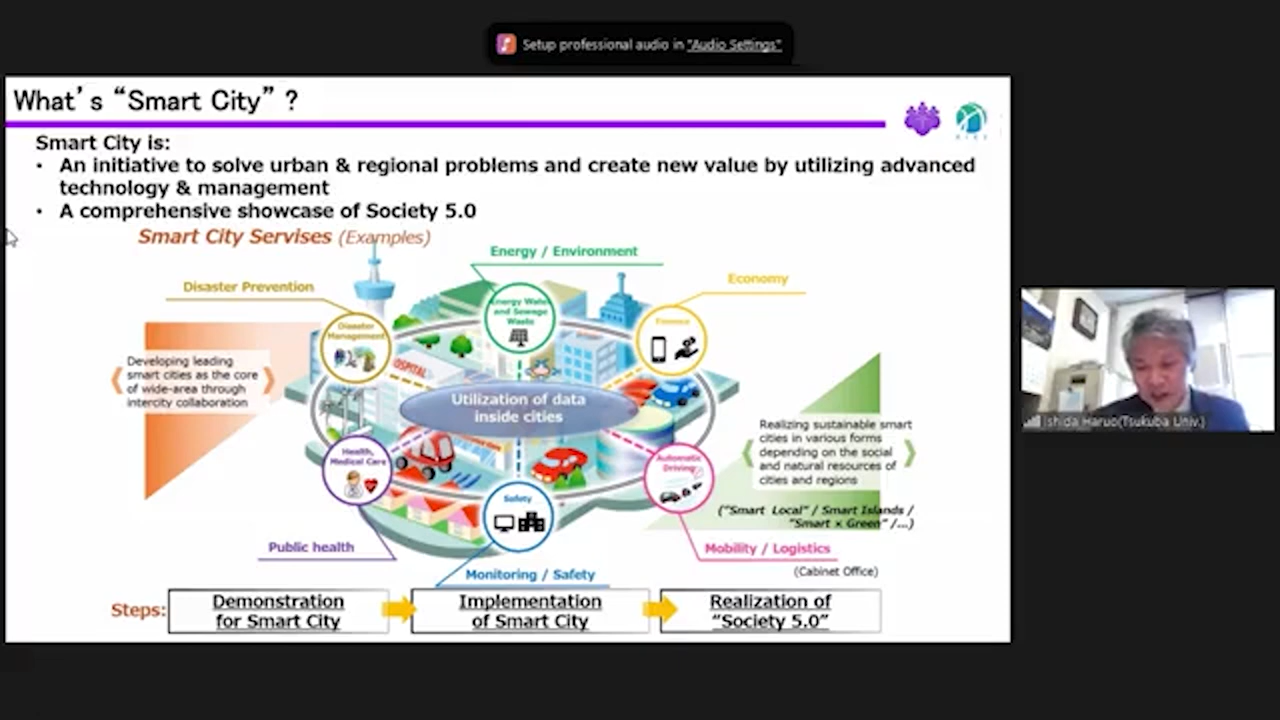 Setup professional audio in "Audio Settings"
What's “Smart City” ?
Smart City is:
• An initiative to solve urban & regional problems and create new value by utilizing advanced
technology & management
• A comprehensive showcase of Society 5.0
Smart City Servises (Examples)
Energy / Environment
Economy
Disaster Prevention
Energy Water
and Sewage
Waste
Finance
Disaster
Management
HOSPITAL
Developing leading
smart cities as the core
of wide-area through
intercity collaboration
Utilization of data
inside cities
Realizing sustainable smart
cities in various forms
depending on the social
and natural resources of
cities and regions
Health,
Medical Care
Automatic
Driving
Safety
(“Smart Local” / Smart Islands /
“Smart × Green” /...)
Public health
Mobility / Logistics
Monitoring / Safety
(Cabinet Office)
Steps:
Demonstration
for Smart City
Implementation
of Smart City
Realization of
“Society 5.0”
Ishida Haruo(Tsukuba Univ.)